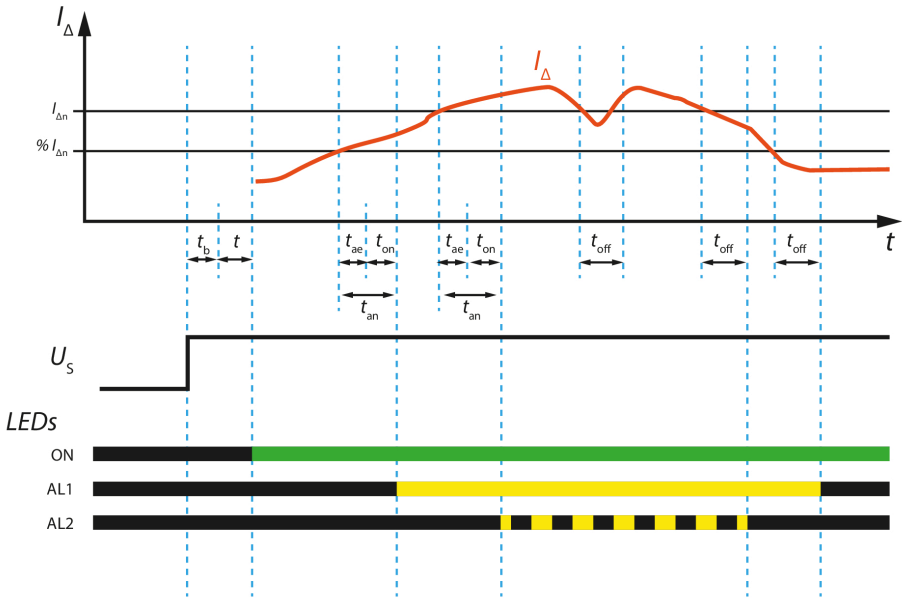 IΔ
IΔ
IΔn
% IΔn
t
tb t tae ton tae ton toff toff toff
tan tan
US
LEDs
ON
AL1
AL2